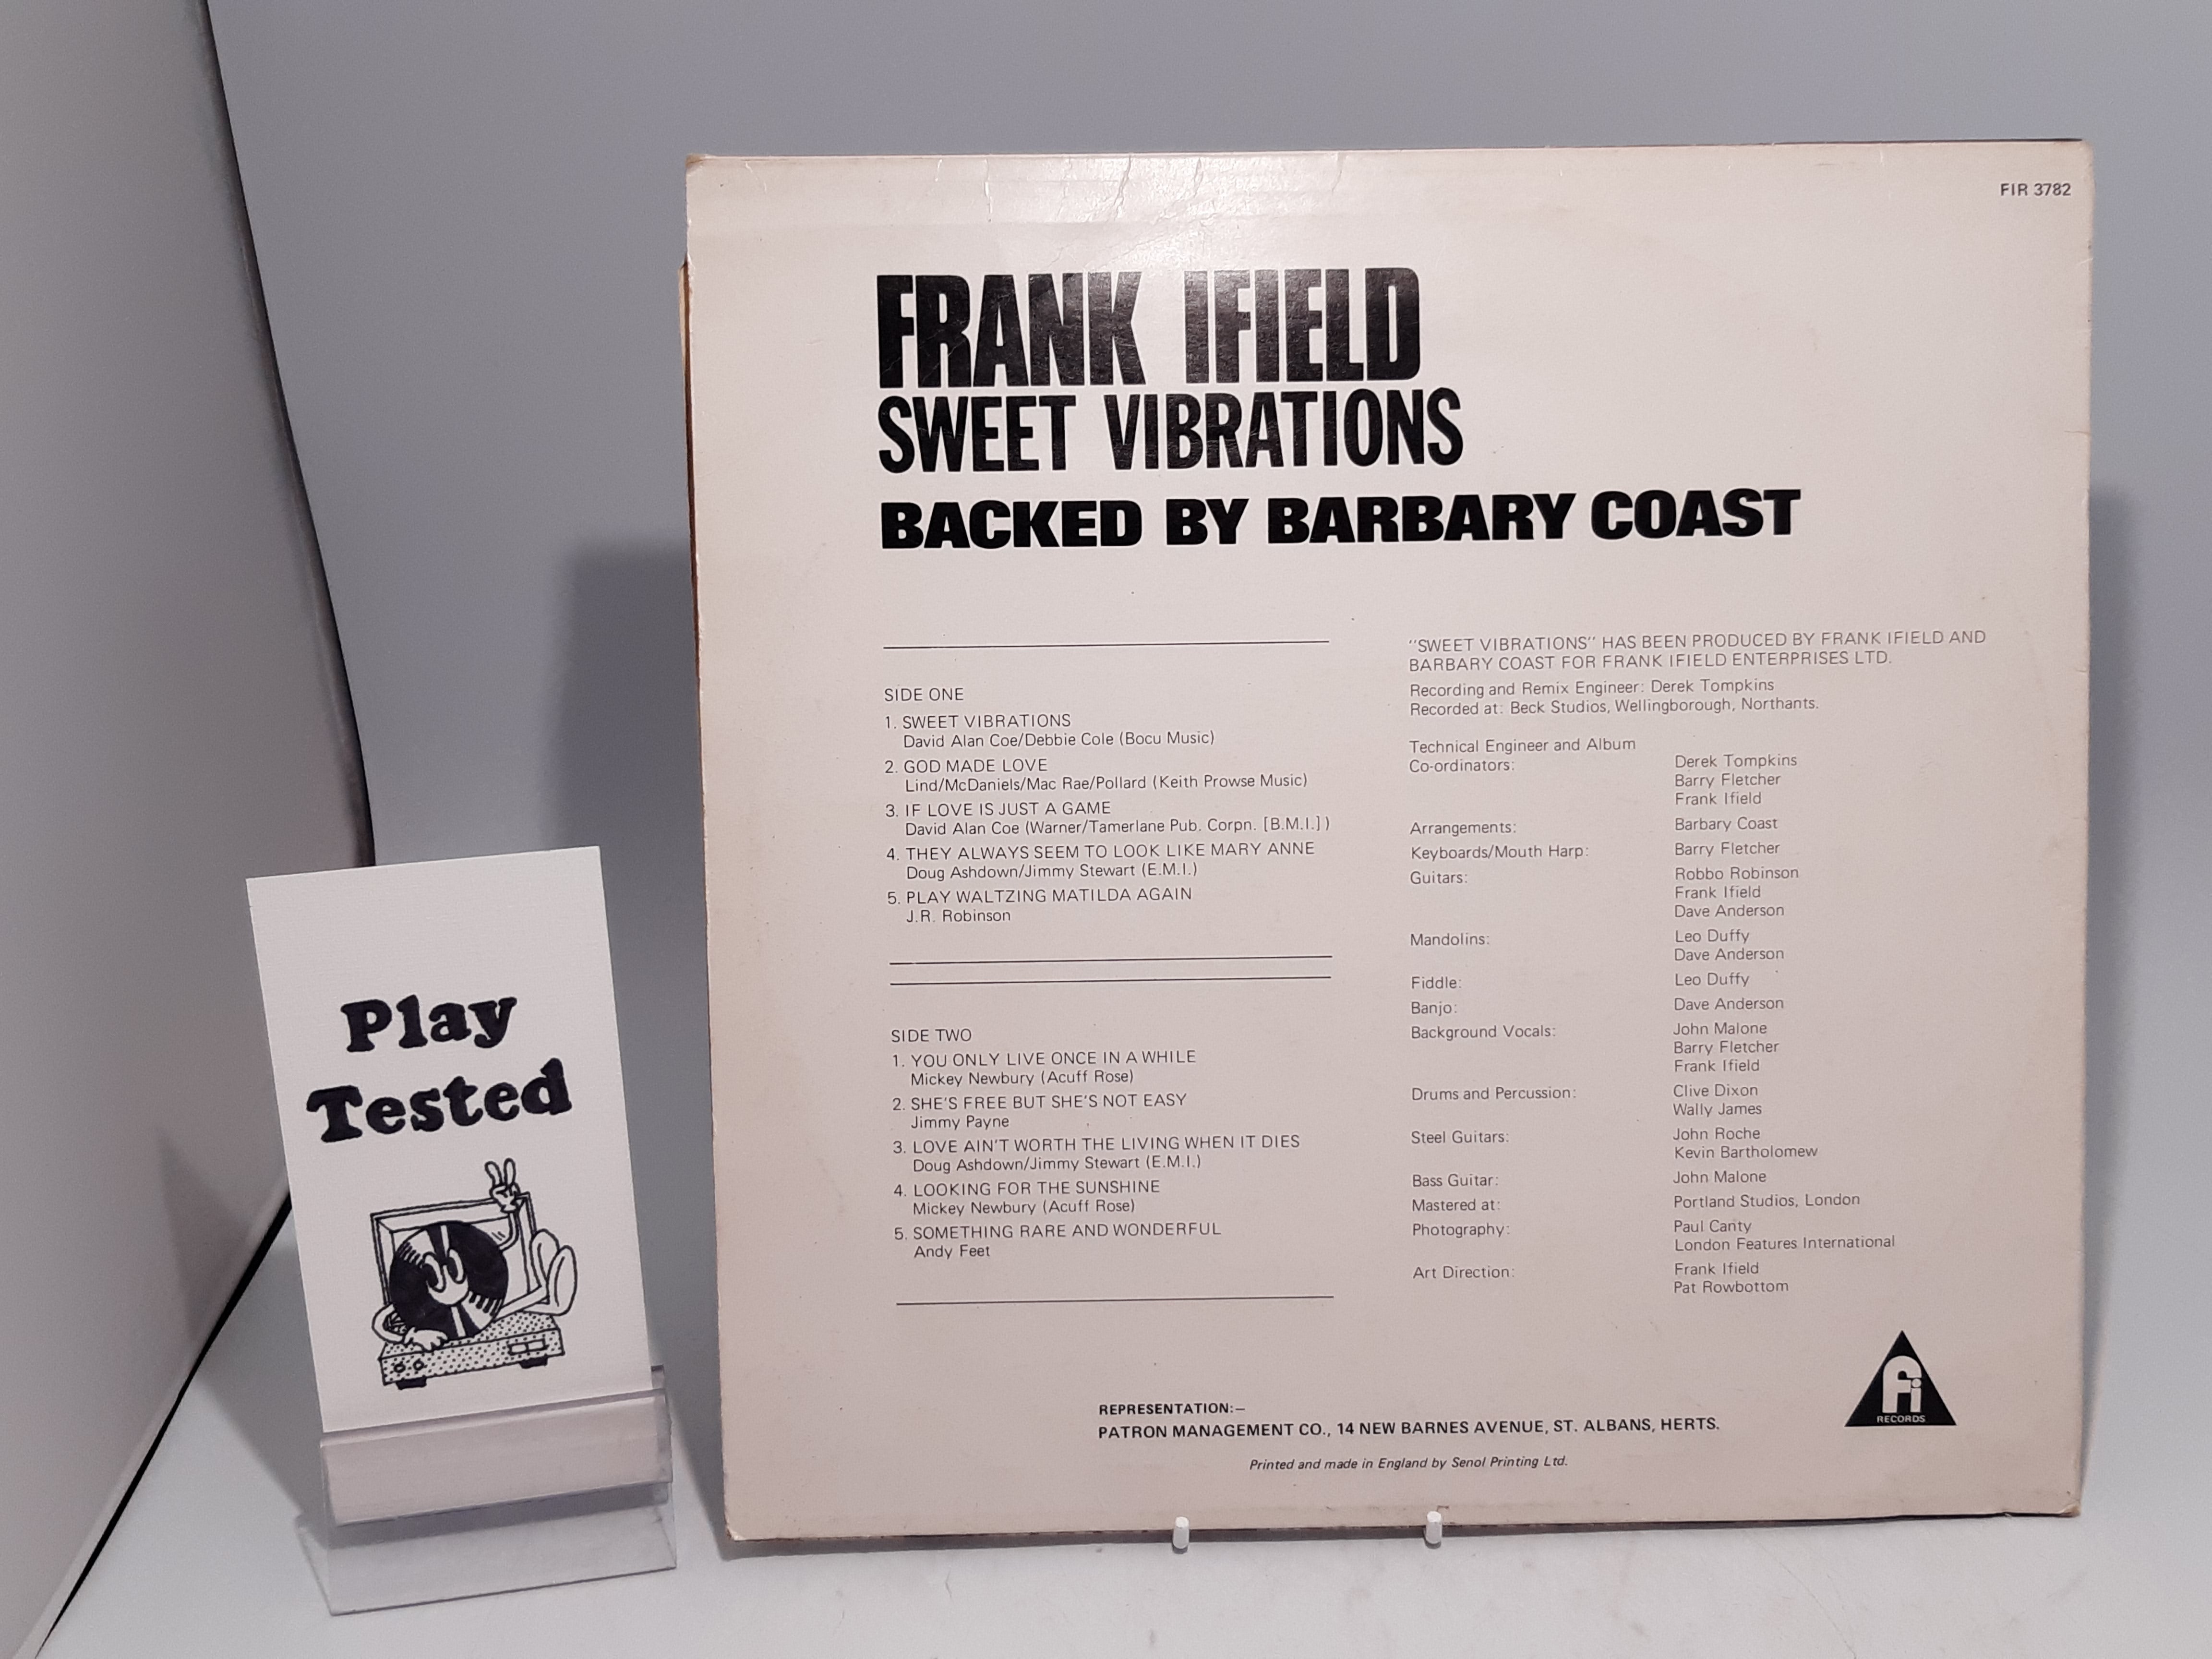 FIR 3782
FRANK IFIELD
SWEET VIBRATIONS
BACKED BY BARBARY COAST
SIDE ONE
1. SWEET VIBRATIONS
David Alan Coe/Debbie Cole (Bocu Music)
2. GOD MADE LOVE
Lind/McDaniels/Mac Rae/Pollard (Keith Prowse Music)
3. IF LOVE IS JUST A GAME
David Alan Coe (Warner/Tamerlane Pub. Corpn. [B.M.I.] )
4. THEY ALWAYS SEEM TO LOOK LIKE MARY ANNE
Doug Ashdown/Jimmy Stewart (E.M.I.)
5. PLAY WALTZING MATILDA AGAIN
J.R. Robinson
SIDE TWO
1. YOU ONLY LIVE ONCE IN A WHILE
Mickey Newbury (Acuff Rose)
2. SHE'S FREE BUT SHE'S NOT EASY
Jimmy Payne
3. LOVE AIN'T WORTH THE LIVING WHEN IT DIES
Doug Ashdown/Jimmy Stewart (E.M.I.)
4. LOOKING FOR THE SUNSHINE
Mickey Newbury (Acuff Rose)
5. SOMETHING RARE AND WONDERFUL
Andy Feet
"SWEET VIBRATIONS" HAS BEEN PRODUCED BY FRANK IFIELD AND
BARBARY COAST FOR FRANK IFIELD ENTERPRISES LTD.
Recording and Remix Engineer: Derek Tompkins
Recorded at: Beck Studios, Wellingborough, Northants.
Technical Engineer and Album
Co-ordinators: Derek Tompkins
Barry Fletcher
Frank Ifield
Arrangements: Barbary Coast
Keyboards/Mouth Harp: Barry Fletcher
Guitars: Robbo Robinson
Frank Ifield
Dave Anderson
Mandolins: Leo Duffy
Dave Anderson
Fiddle: Leo Duffy
Banjo: Dave Anderson
Background Vocals: John Malone
Barry Fletcher
Frank Ifield
Drums and Percussion: Clive Dixon
Wally James
Steel Guitars: John Roche
Kevin Bartholomew
Bass Guitar: John Malone
Mastered at: Portland Studios, London
Photography: Paul Canty
London Features International
Art Direction: Frank Ifield
Pat Rowbottom
fi
RECORDS
REPRESENTATION:–
PATRON MANAGEMENT CO., 14 NEW BARNES AVENUE, ST. ALBANS, HERTS.
Printed and made in England by Senol Printing Ltd.
Play
Tested